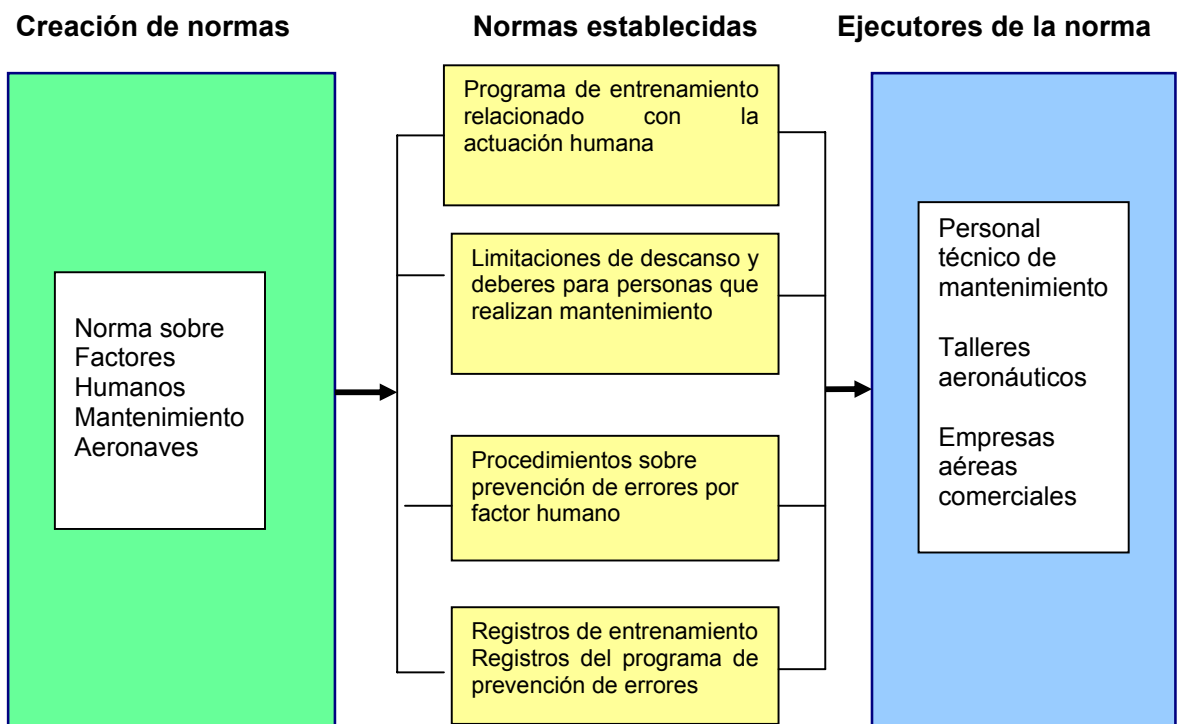 Creación de normas
Normas establecidas
Ejecutores de la norma
Norma sobre
Factores
Humanos
Mantenimiento
Aeronaves
Programa de entrenamiento
relacionado con la
actuación humana
Limitaciones de descanso y
deberes para personas que
realizan mantenimiento
Procedimientos sobre
prevención de errores por
factor humano
Registros de entrenamiento
Registros del programa de
prevención de errores
Personal
técnico de
mantenimiento
Talleres
aeronáuticos
Empresas
aéreas
comerciales